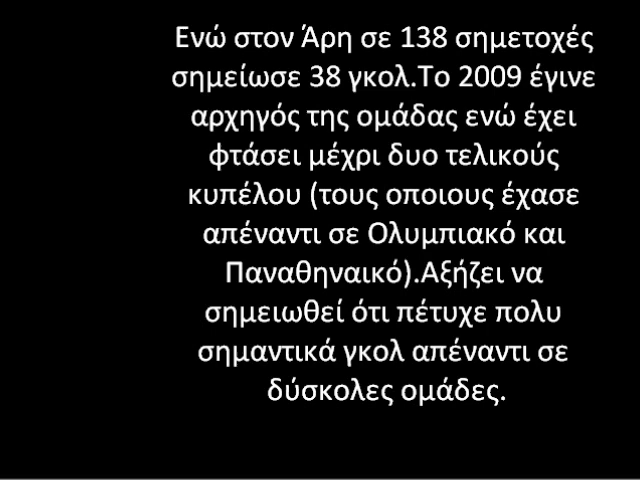 Ενώ στον Άρη σε 138 σημετοχές
σημείωσε 38 γκολ.Το 2009 έγινε
αρχηγός της ομάδας ενώ έχει
φτάσει μέχρι δυο τελικούς
κυπέλου (τους οποιους έχασε
απέναντι σε Ολυμπιακό και
Παναθηναικό).Αξήζει να
σημειωθεί ότι πέτυχε πολυ
σημαντικά γκολ απέναντι σε
δύσκολες ομάδες.